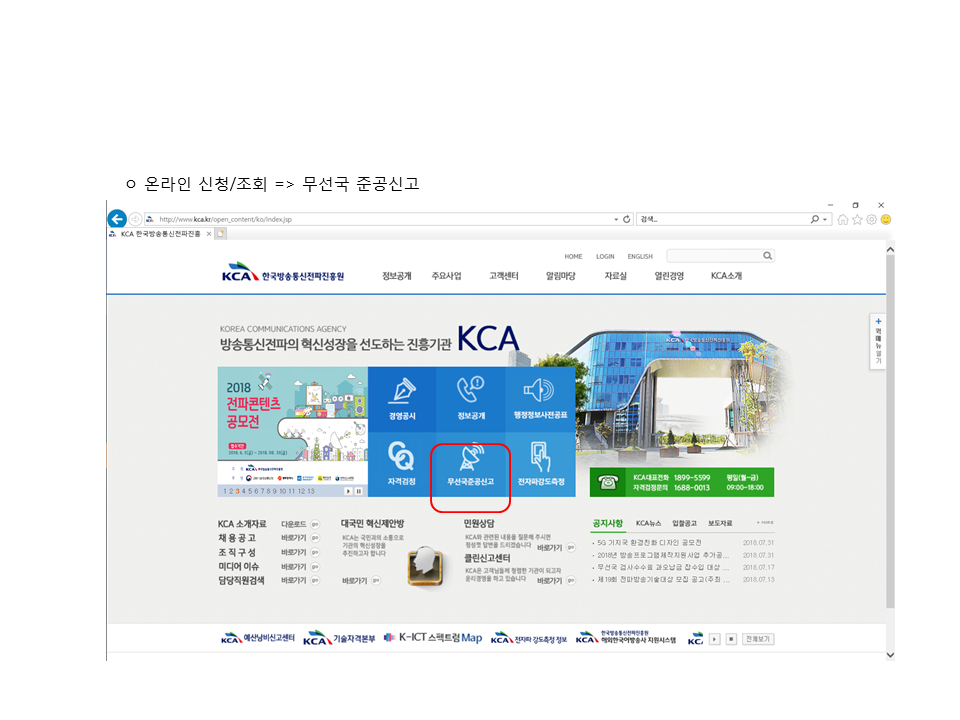 ㅇ 온라인 신청/조회 => 무선국 준공신고
http://www.kca.kr/open_content/ko/index.jsp
검색...
KCA 한국방송통신전파진흥
HOME LOGIN ENGLISH
KCA 한국방송통신전파진흥원
정보공개 주요사업 고객센터 알림마당 자료실 열린경영 KCA소개
KOREA COMMUNICATIONS AGENCY
방송통신전파의 혁신성장을 선도하는 진흥기관 KCA
퀵메뉴열기
2018
전파콘텐츠
공모전
경영공시 정보공개 행정정보사전공표
자격검정 무선국준공신고 전자파강도측정
1 2 3 4 5 6 7 8 9 10 11 12 13
KCA대표전화 1899-5599 평일(월~금)
자격검정문의 1688-0013 09:00~18:00
KCA 소개자료 다운로드
채용공고 바로가기
조직구성 바로가기
미디어 이슈 바로가기
담당직원검색 바로가기
대국민 혁신제안방
KCA는 국민과의 소통으로
기관의 혁신성장을
추진하고자 합니다
바로가기
민원상담
KCA와 관련된 내용을 질문해 주시면
정성껏 답변을 드리겠습니다 바로가기
클린신고센터
KCA은 고객님들께 청렴한 기관이 되고자
윤리경영을 하고 있습니다 바로가기
공지사항 KCA뉴스 입찰공고 보도자료 + MORE
5G 기지국 환경친화 디자인 공모전 2018.07.31
2018년 방송프로그램제작지원사업 추가공... 2018.07.31
무선국 검사수수료 과오납금 접수입 대상 ... 2018.07.17
제19회 전파방송기술대상 모집 공고(주최 ... 2018.07.13
KCA 예산낭비신고센터 KCA 기술자격본부 K-ICT 스펙트럼 Map KCA 전자파 강도측정 정보 KCA 한국방송통신전파진흥원 해외한국어방송사 지원시스템 KC 전체보기